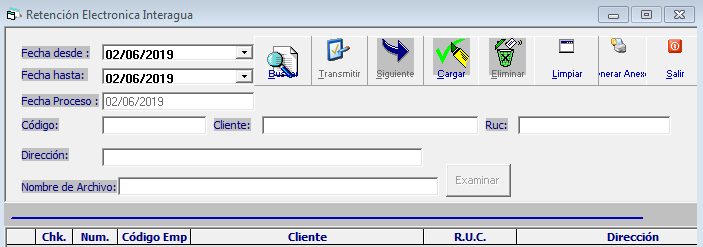 Retención Electronica Interagua
Fecha desde : 02/06/2019
Fecha hasta: 02/06/2019
Fecha Proceso : 02/06/2019
Buscar Transmitir Siguiente Cargar Eliminar Limpiar enerar Anexo Salir
Código: Cliente: Ruc:
Dirección:
Nombre de Archivo: Examinar
Chk. Num. Código Emp Cliente R.U.C. Dirección